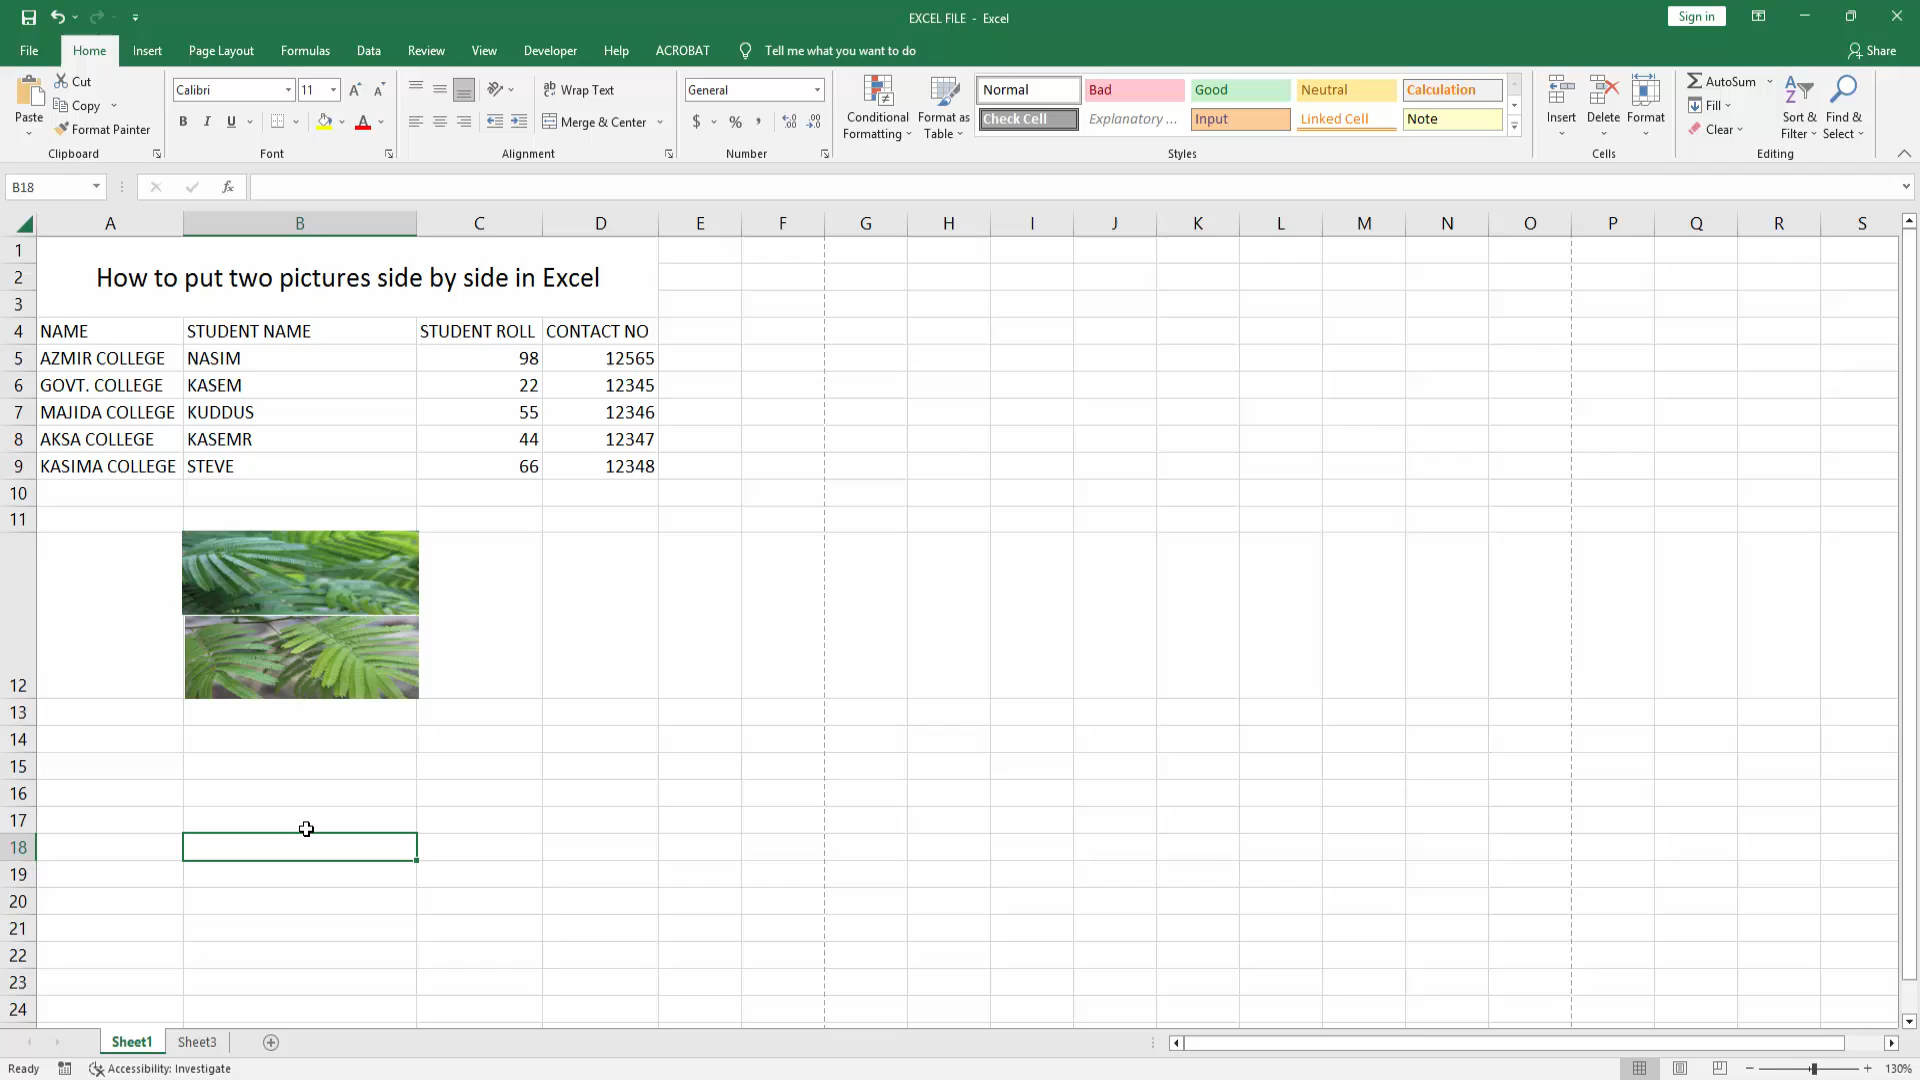 EXCEL FILE - Excel
Sign in
File Home Insert Page Layout Formulas Data Review View Developer Help ACROBAT Tell me what you want to do Share
Paste
Cut
Copy
Format Painter
Clipboard
Calibri 11
B I U A
Font
Wrap Text
Merge & Center
Alignment
General
$ % ,
Number
Conditional Formatting
Format as Table
Normal Bad Good Neutral Calculation
Check Cell Explanatory ... Input Linked Cell Note
Styles
Insert Delete Format
Cells
AutoSum
Fill
Clear
Sort & Filter
Find & Select
Editing
B18 fx
A B C D E F G H I J K L M N O P Q R S
1
2 How to put two pictures side by side in Excel
3
4 NAME STUDENT NAME STUDENT ROLL CONTACT NO
5 AZMIR COLLEGE NASIM 98 12565
6 GOVT. COLLEGE KASEM 22 12345
7 MAJIDA COLLEGE KUDDUS 55 12346
8 AKSA COLLEGE KASEMR 44 12347
9 KASIMA COLLEGE STEVE 66 12348
10
11
12
13
14
15
16
17
18
19
20
21
22
23
24
Sheet1 Sheet3
Ready Accessibility: Investigate 130%